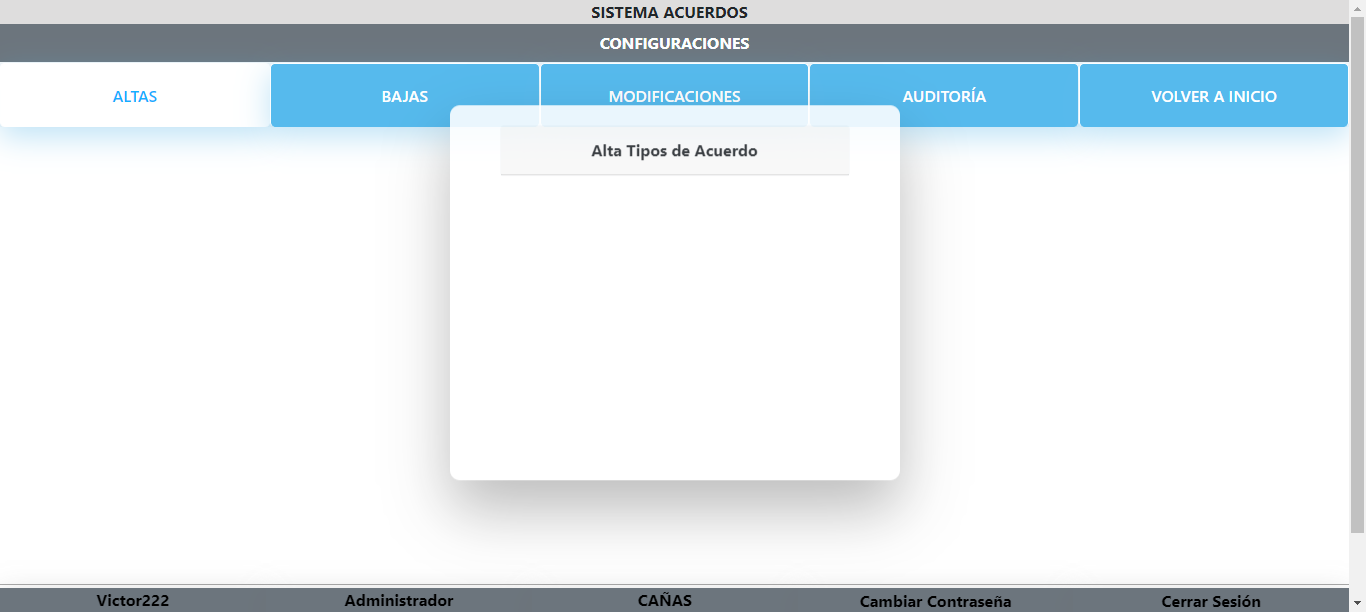 SISTEMA ACUERDOS
CONFIGURACIONES
ALTAS BAJAS MODIFICACIONES AUDITORÍA VOLVER A INICIO
Alta Tipos de Acuerdo
Victor222 Administrador CAÑAS Cambiar Contraseña Cerrar Sesión